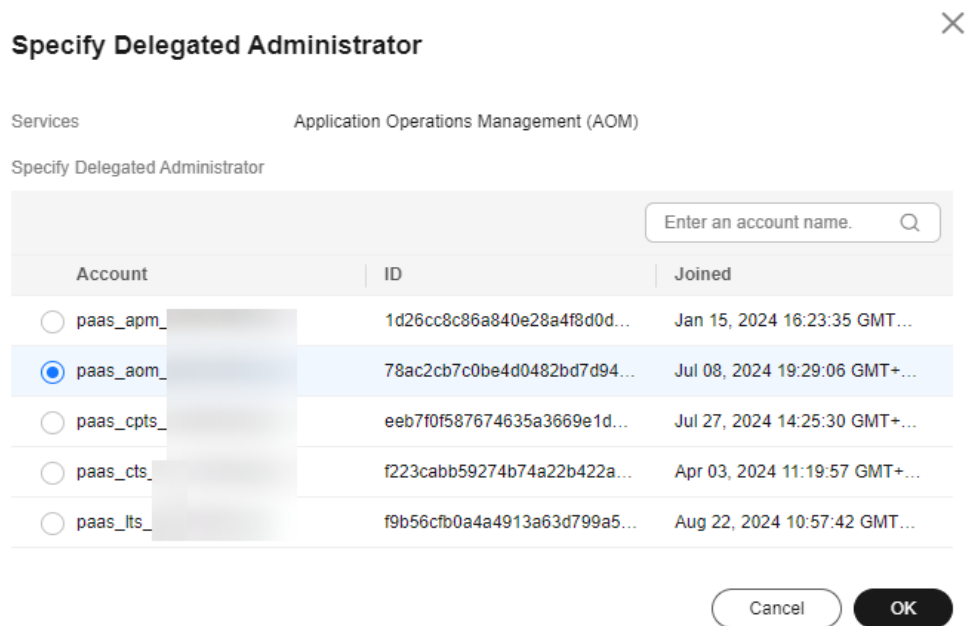 Specify Delegated Administrator
Services Application Operations Management (AOM)
Specify Delegated Administrator
Enter an account name.
Account ID Joined
paas_apm_ 1d26cc8c86a840e28a4f8d0d... Jan 15, 2024 16:23:35 GMT...
paas_aom_ 78ac2cb7c0be4d0482bd7d94... Jul 08, 2024 19:29:06 GMT+...
paas_cpts_ eeb7f0f587674635a3669e1d... Jul 27, 2024 14:25:30 GMT+...
paas_cts_ f223cabb59274b74a22b422a... Apr 03, 2024 11:19:57 GMT+...
paas_lts_ f9b56cfb0a4a4913a63d799a5... Aug 22, 2024 10:57:42 GMT...
Cancel OK